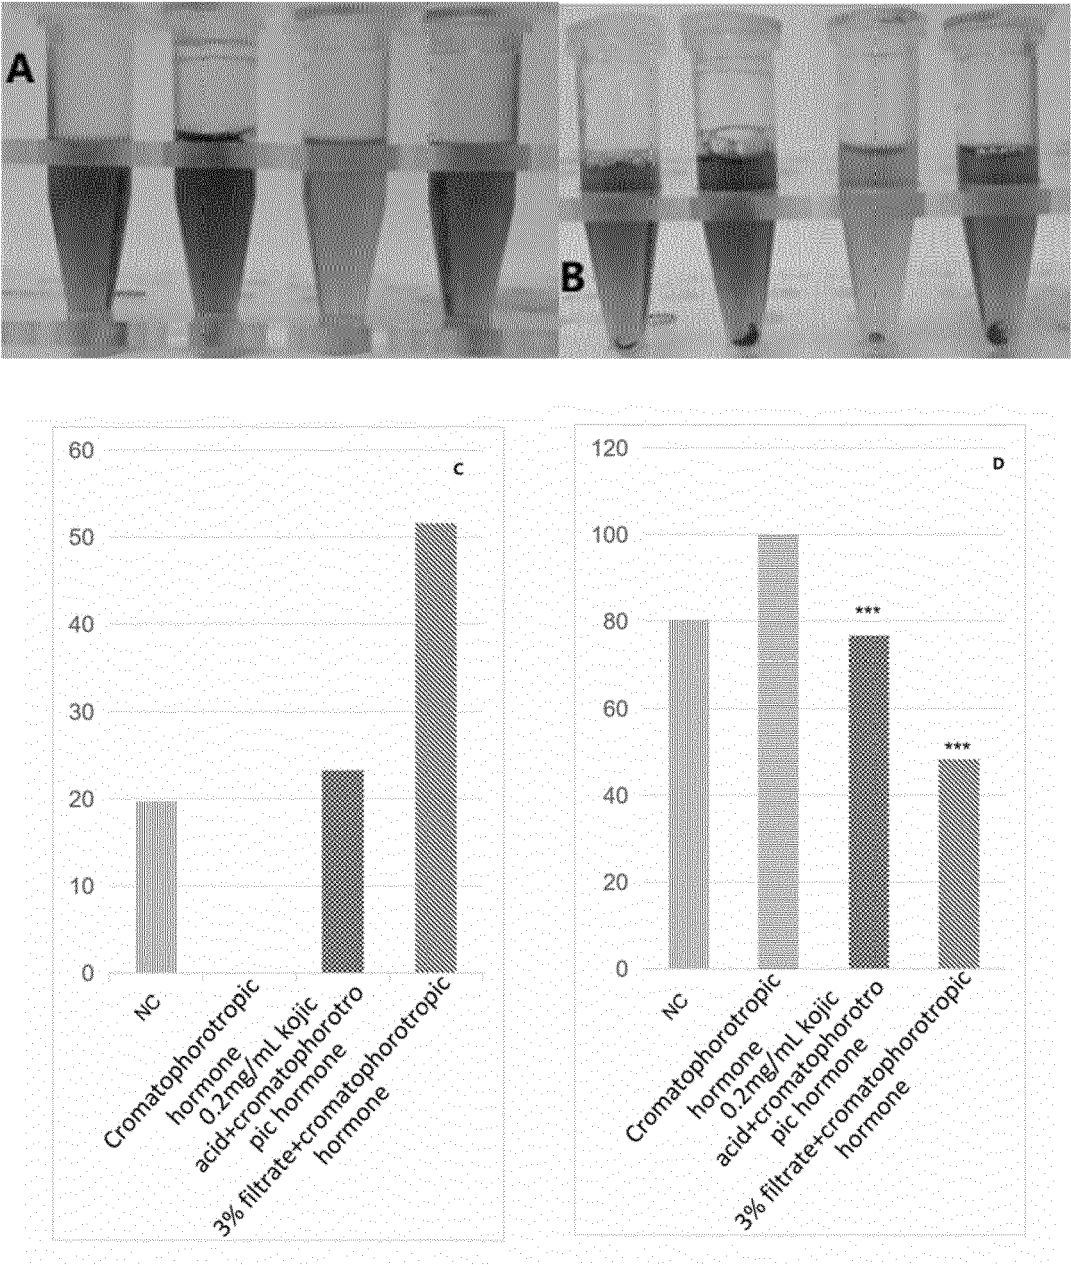 A
B
60
50
40
30
20
10
0
C
NC
Cromatophorotropic
hormone
0.2mg/mL kojic
acid+cromatophorotro
pic hormone
3% filtrate+cromatophorotropic
hormone
120
100
80
60
40
20
0
D
***
***
NC
Cromatophorotropic
hormone
0.2mg/mL kojic
acid+cromatophorotro
pic hormone
3% filtrate+cromatophorotropic
hormone